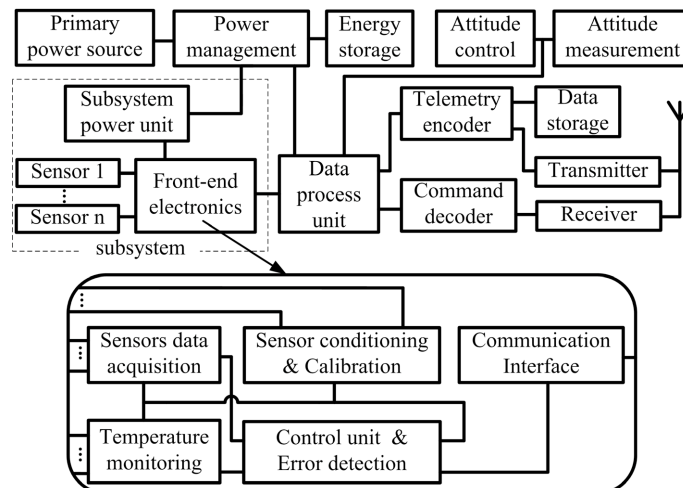 Primary
power source
Power
management
Energy
storage
Attitude
control
Attitude
measurement
Subsystem
power unit
Telemetry
encoder
Data
storage
Sensor 1
Sensor n
Front-end
electronics
Data
process
unit
Transmitter
Command
decoder
Receiver
subsystem
Sensors data
acquisition
Sensor conditioning
& Calibration
Communication
Interface
Temperature
monitoring
Control unit &
Error detection